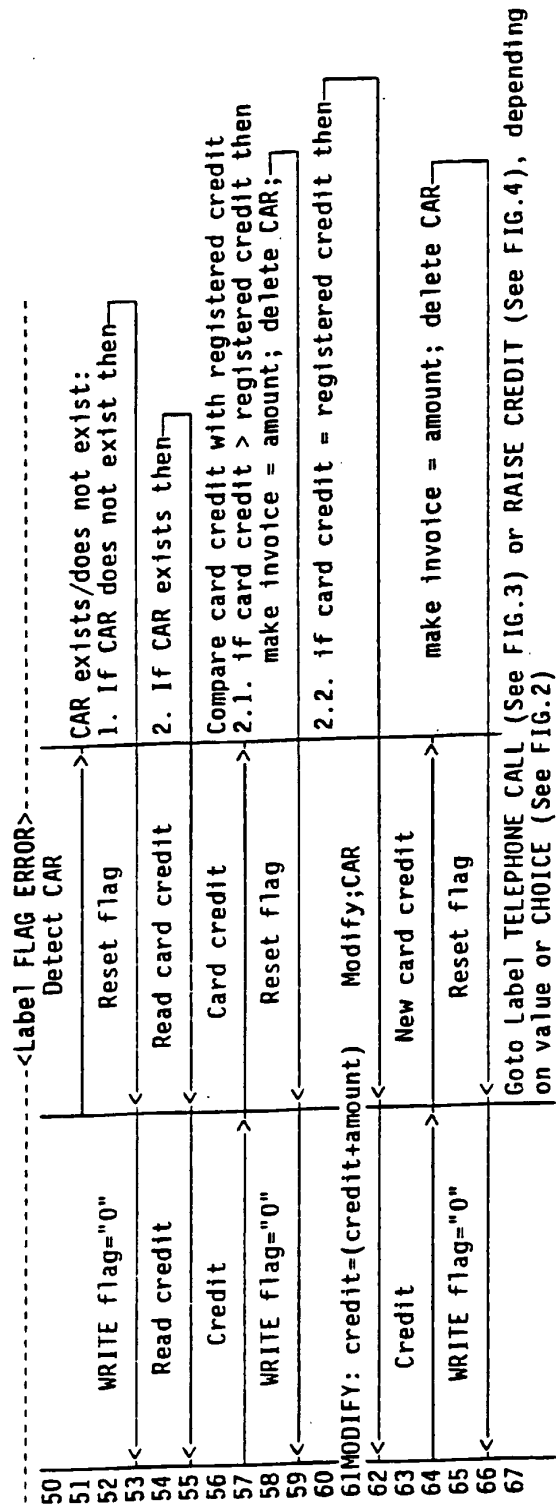 <Label FLAG ERROR>
50 Detect CAR
51 CAR exists/does not exist:
52 WRITE flag="0" Reset flag 1. If CAR does not exist then
53
54 Read credit Read card credit 2. If CAR exists then
55
56 Credit Card credit Compare card credit with registered credit
57 2.1. if card credit > registered credit then
58 WRITE flag="0" Reset flag make invoice = amount; delete CAR;
59
60 2.2. if card credit = registered credit then
61 MODIFY: credit=(credit+amount) Modify;CAR
62
63 Credit New card credit
64 make invoice = amount; delete CAR
65 WRITE flag="0" Reset flag
66
67 Goto Label TELEPHONE CALL (See FIG.3) or RAISE CREDIT (See FIG.4), depending
on value or CHOICE (See FIG.2)